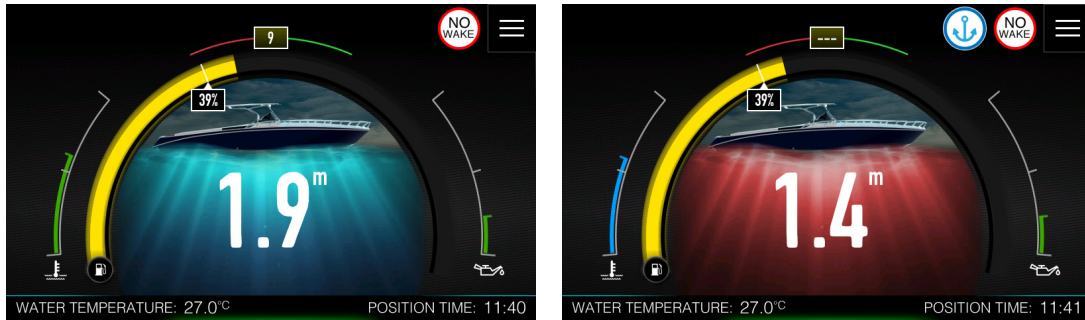 9
NO
WAKE
39%
1.9 m
WATER TEMPERATURE: 27.0°C
POSITION TIME: 11:40
---
NO
WAKE
39%
1.4 m
WATER TEMPERATURE: 27.0°C
POSITION TIME: 11:41